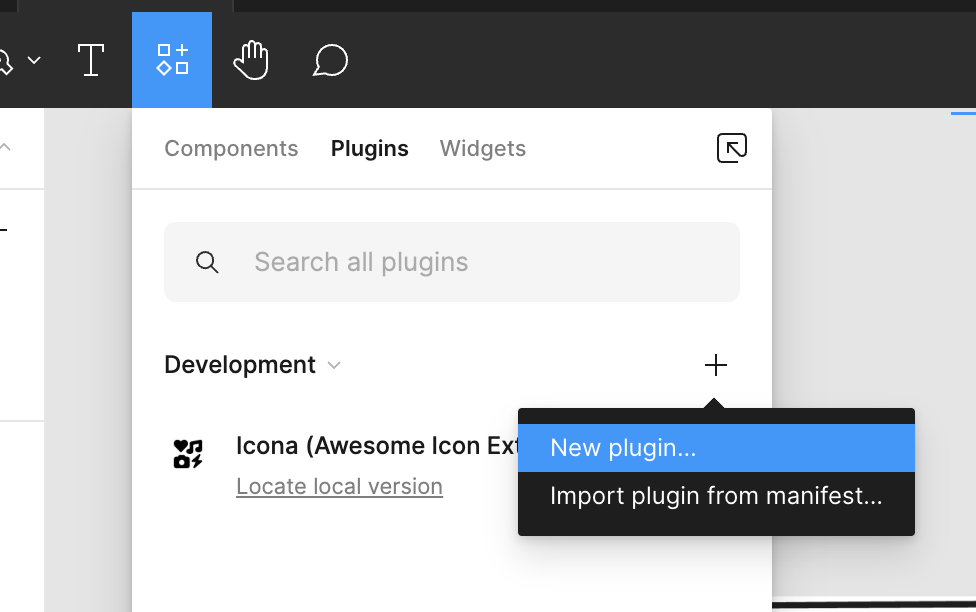 Components Plugins Widgets
Search all plugins
Development
Icona (Awesome Icon Ext
New plugin...
Locate local version
Import plugin from manifest...